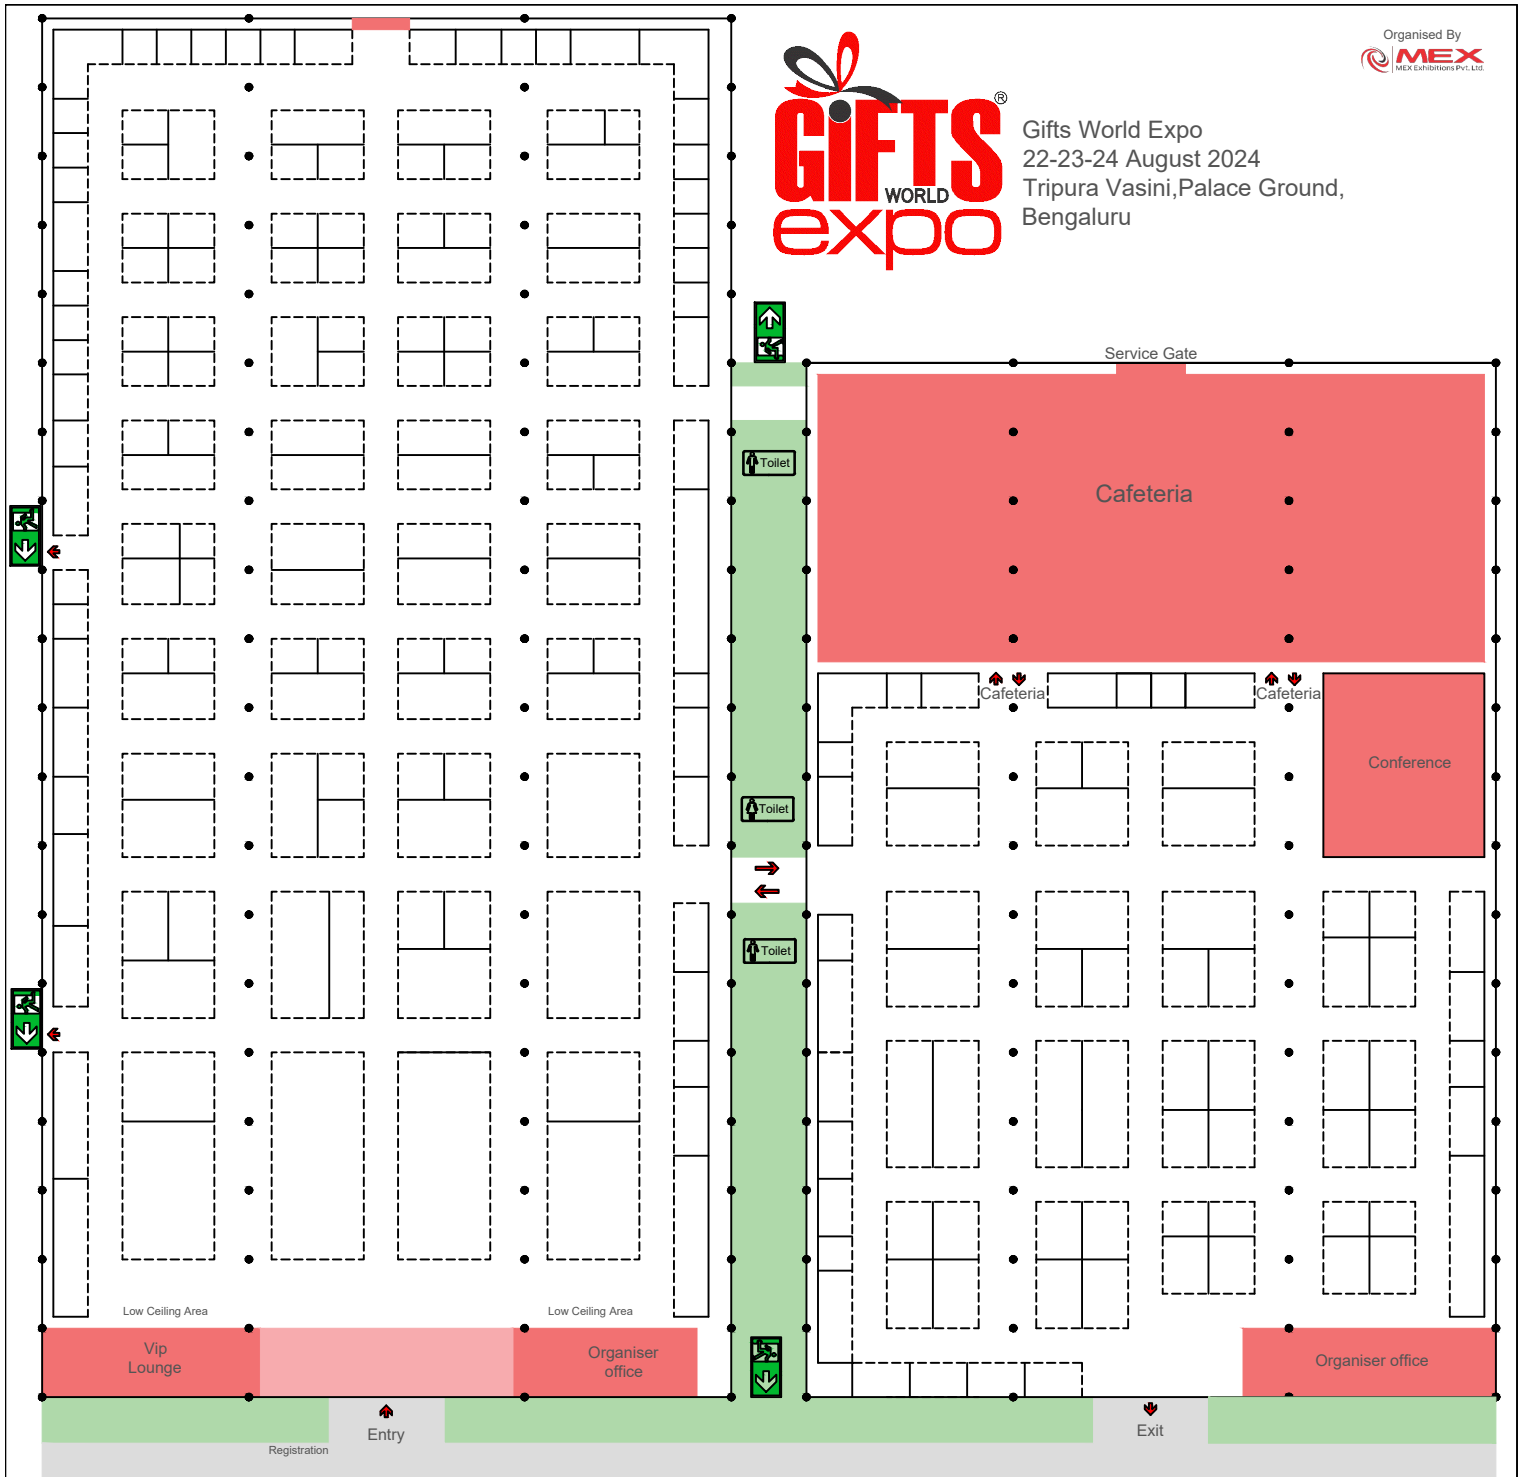 Organised By
MEX
MEX Exhibitions Pvt. Ltd.
GiFTS®
WORLD
expo
Gifts World Expo
22-23-24 August 2024
Tripura Vasini,Palace Ground,
Bengaluru
Service Gate
Cafeteria
Toilet
Cafeteria
Cafeteria
Conference
Toilet
Toilet
Low Ceiling Area
Low Ceiling Area
Vip
Lounge
Organiser
office
Organiser office
Entry
Exit
Registration